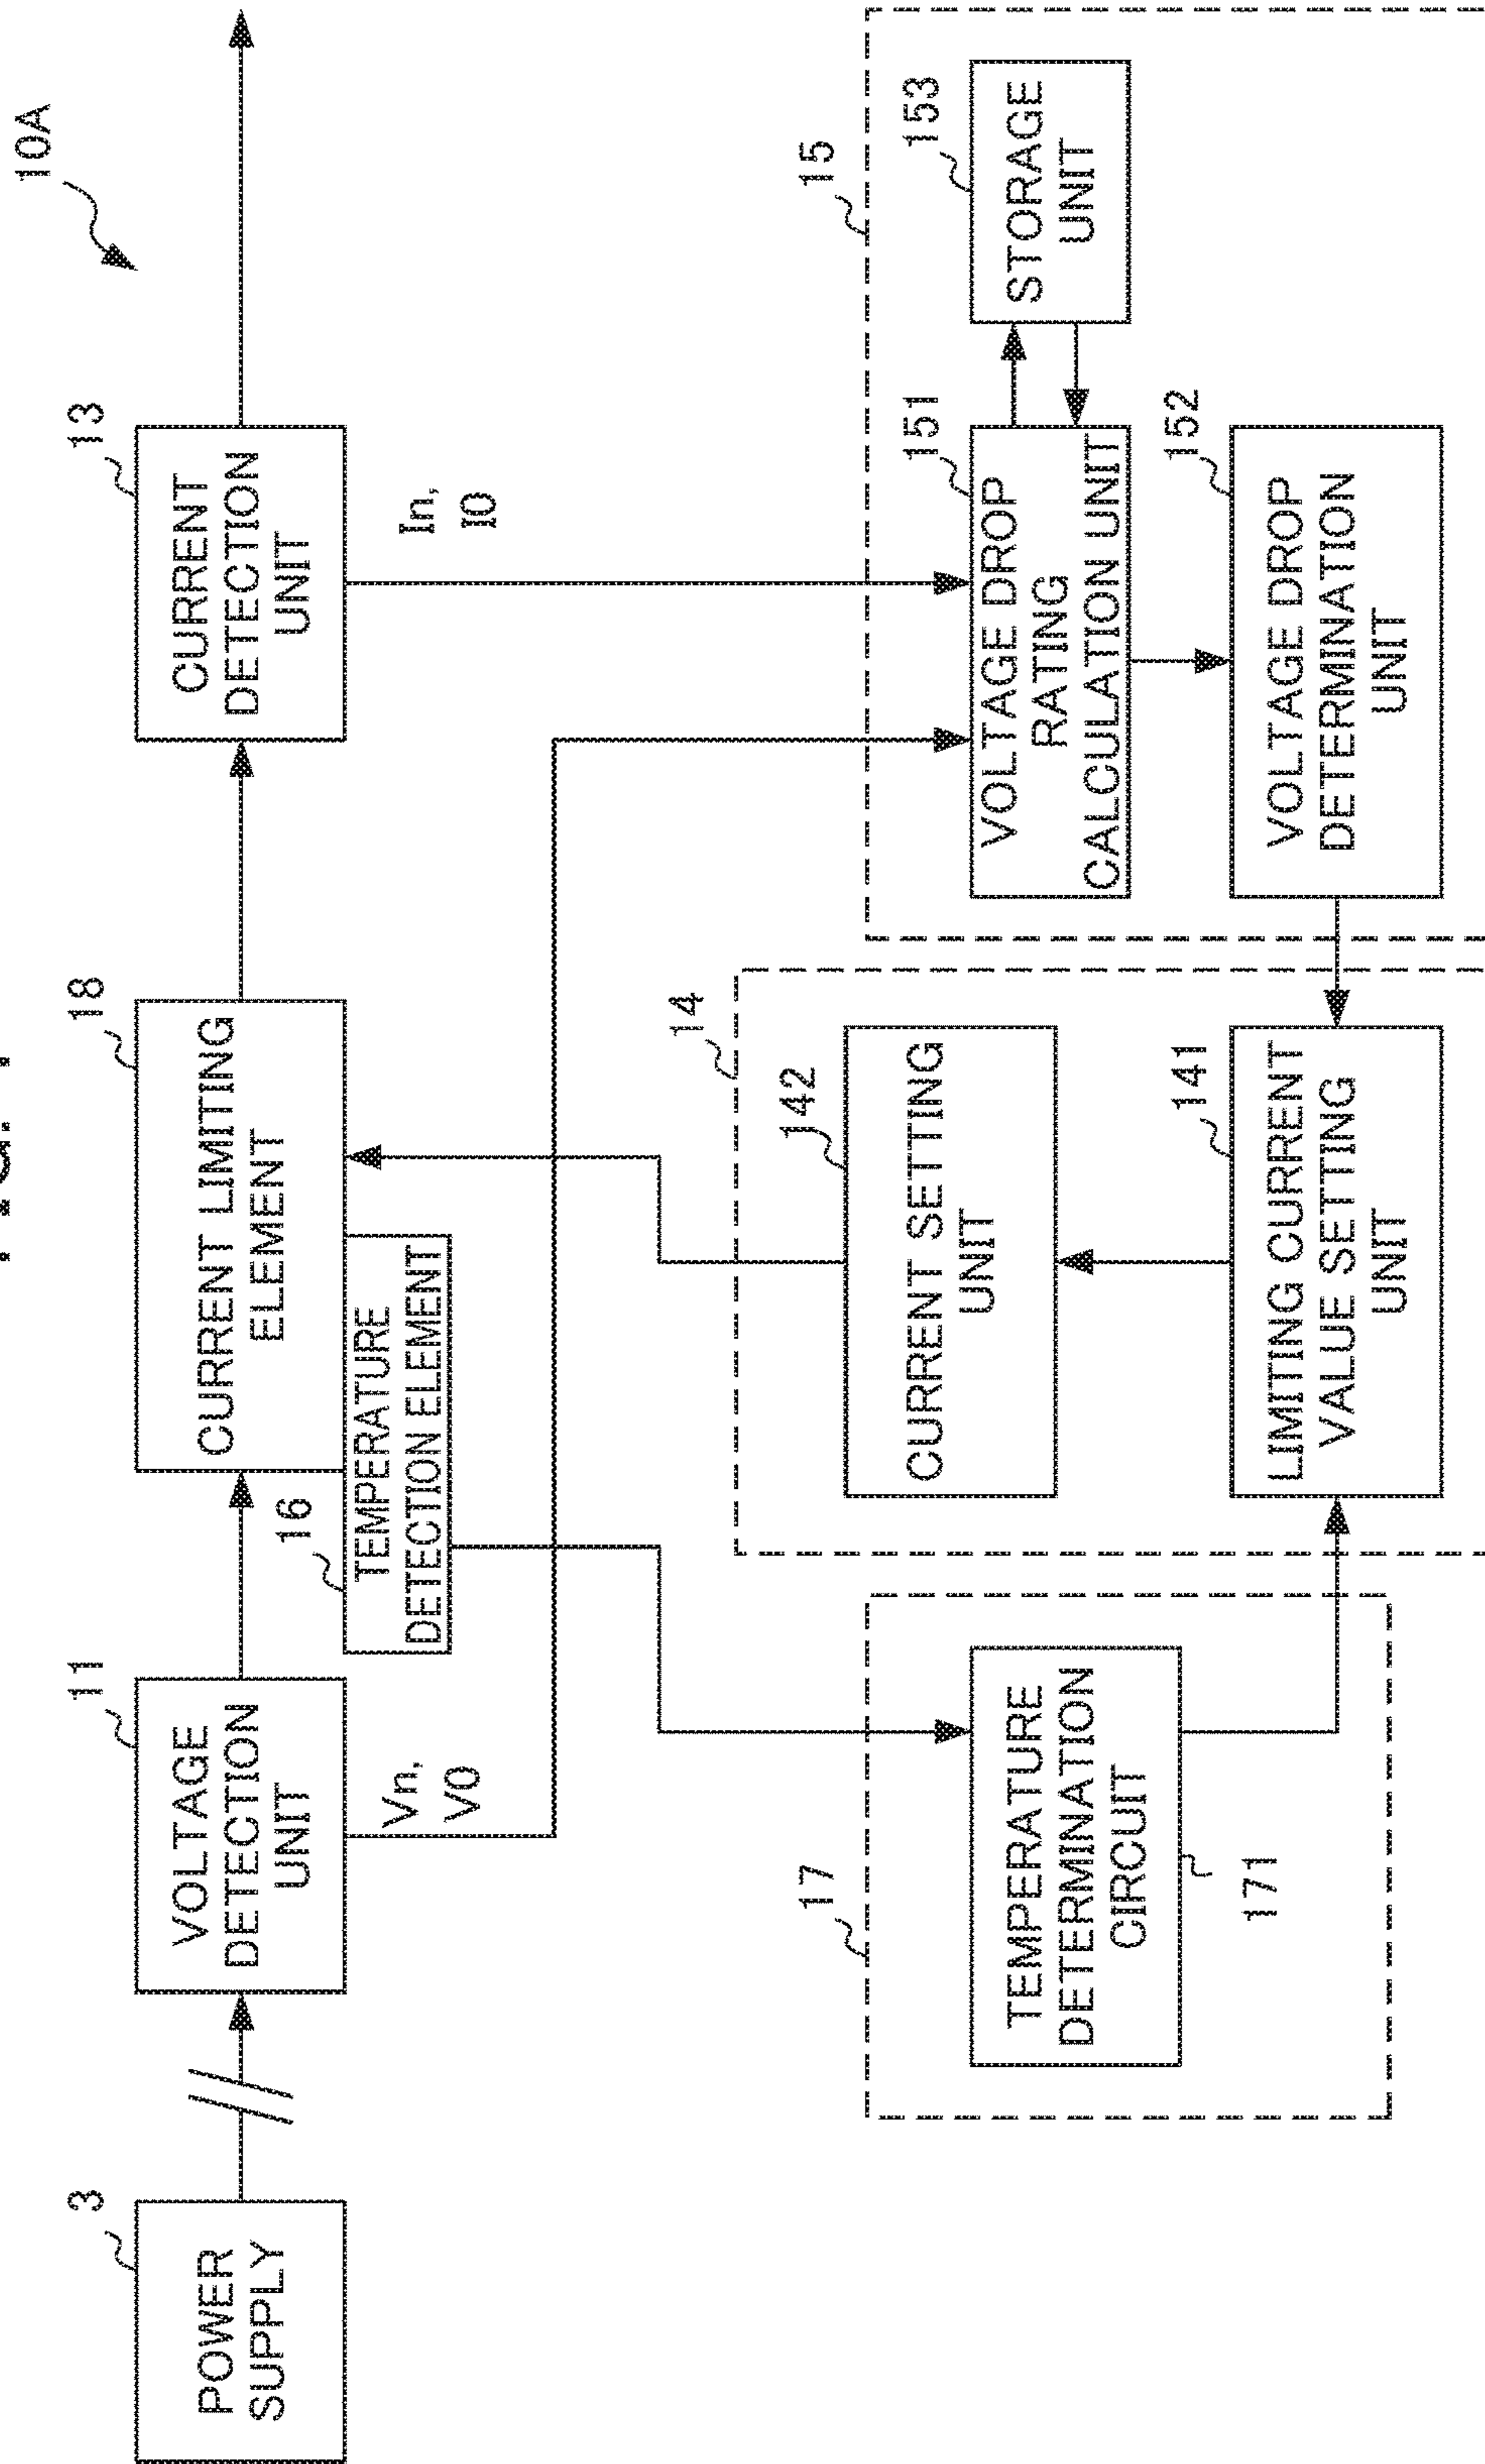 10A
3
POWER
SUPPLY
11
VOLTAGE
DETECTION
UNIT
18
CURRENT LIMITING
ELEMENT
13
CURRENT
DETECTION
UNIT
16
TEMPERATURE
DETECTION ELEMENT
Vn,
V0
In,
I0
17
TEMPERATURE
DETERMINATION
CIRCUIT
171
14
142
CURRENT SETTING
UNIT
141
LIMITING CURRENT
VALUE SETTING
UNIT
15
151
VOLTAGE DROP
RATING
CALCULATION UNIT
153
STORAGE
UNIT
152
VOLTAGE DROP
DETERMINATION
UNIT